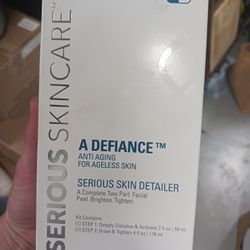 SERIOUS SKINCARE™
A DEFIANCE™
ANTI AGING
FOR AGELESS SKIN
SERIOUS SKIN DETAILER
A Complete Two Part Facial
Peel. Brighten. Tighten.
Kit Contains
(1) STEP 1: Deeply Dissolve & Activate 2 fl oz / 58 ml
(1) STEP 2: Draw & Tighten 4 fl oz / 118 ml